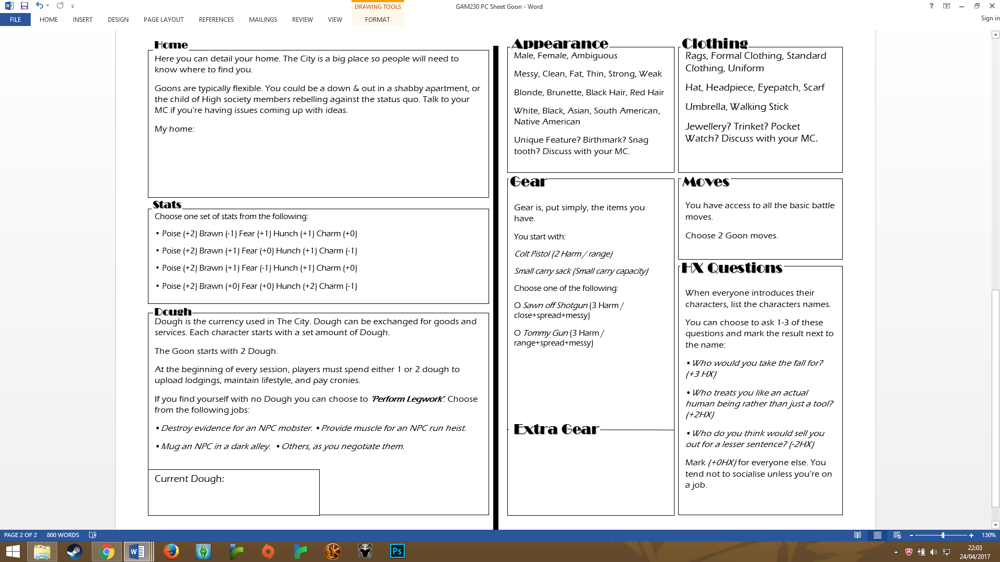 DRAWING TOOLS
GAM230 PC Sheet Goon - Word
?
FILE
HOME
INSERT
DESIGN
PAGE LAYOUT
REFERENCES
MAILINGS
REVIEW
VIEW
FORMAT
Sign in
Home
Here you can detail your home. The City is a big place so people will need to
know where to find you.
Goons are typically flexible. You could be a down & out in a shabby apartment, or
the child of High society members rebelling against the status quo. Talk to your
MC if you're having issues coming up with ideas.
My home:
Stats
Choose one set of stats from the following:
• Poise (+2) Brawn (-1) Fear (+1) Hunch (+1) Charm (+0)
• Poise (+2) Brawn (+1) Fear (+0) Hunch (+1) Charm (-1)
• Poise (+2) Brawn (+1) Fear (-1) Hunch (+1) Charm (+0)
• Poise (+2) Brawn (+0) Fear (+0) Hunch (+2) Charm (-1)
Dough
Dough is the currency used in The City. Dough can be exchanged for goods and
services. Each character starts with a set amount of Dough.
The Goon starts with 2 Dough.
At the beginning of every session, players must spend either 1 or 2 dough to
upload lodgings, maintain lifestyle, and pay cronies.
If you find yourself with no Dough you can choose to 'Perform Legwork'. Choose
from the following jobs:
• Destroy evidence for an NPC mobster. • Provide muscle for an NPC run heist.
• Mug an NPC in a dark alley. • Others, as you negotiate them.
Current Dough:
Appearance
Male, Female, Ambiguous
Messy, Clean, Fat, Thin, Strong, Weak
Blonde, Brunette, Black Hair, Red Hair
White, Black, Asian, South American,
Native American
Unique Feature? Birthmark? Snag
tooth? Discuss with your MC.
Clothing
Rags, Formal Clothing, Standard
Clothing, Uniform
Hat, Headpiece, Eyepatch, Scarf
Umbrella, Walking Stick
Jewellery? Trinket? Pocket
Watch? Discuss with your MC.
Gear
Gear is, put simply, the items you
have.
You start with:
Colt Pistol (2 Harm / range)
Small carry sack (Small carry capacity)
Choose one of the following:
O Sawn off Shotgun (3 Harm /
close+spread+messy)
O Tommy Gun (3 Harm /
range+spread+messy)
Extra Gear
Moves
You have access to all the basic battle
moves.
Choose 2 Goon moves.
HX Questions
When everyone introduces their
characters, list the characters names.
You can choose to ask 1-3 of these
questions and mark the result next to
the name:
• Who would you take the fall for?
(+3 HX)
• Who treats you like an actual
human being rather than just a tool?
(+2HX)
• Who do you think would sell you
out for a lesser sentence? (-2HX)
Mark (+0HX) for everyone else. You
tend not to socialise unless you're on
a job.
PAGE 2 OF 2
800 WORDS
130%
Ps
22:03
24/04/2017